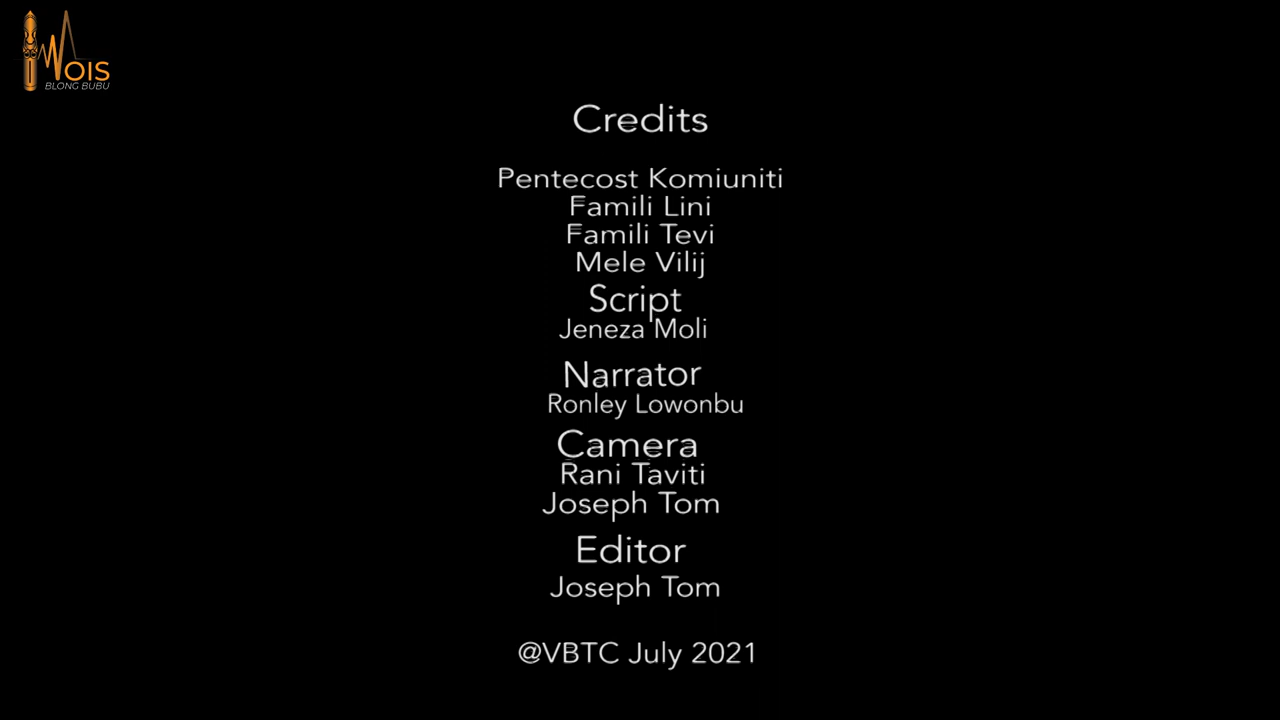 VOIS
BLONG BUBU
Credits
Pentecost Komiuniti
Famili Lini
Famili Tevi
Mele Vilij
Script
Jeneza Moli
Narrator
Ronley Lowonbu
Camera
Rani Taviti
Joseph Tom
Editor
Joseph Tom
@VBTC July 2021